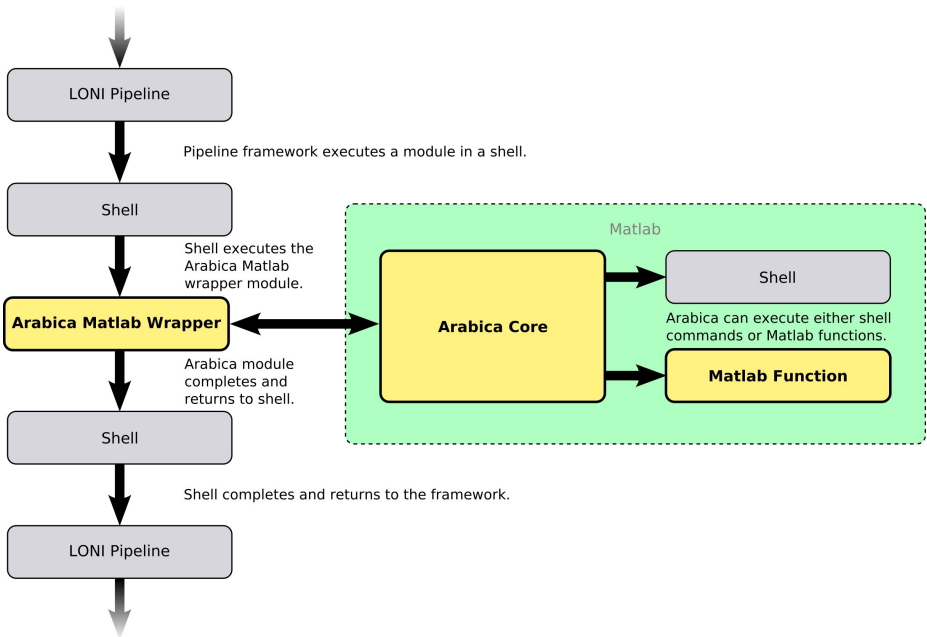 LONI Pipeline
Pipeline framework executes a module in a shell.
Shell
Shell executes the
Arabica Matlab
wrapper module.
Arabica Matlab Wrapper
Arabica module
completes and
returns to shell.
Shell
Shell completes and returns to the framework.
LONI Pipeline
Matlab
Arabica Core
Shell
Arabica can execute either shell
commands or Matlab functions.
Matlab Function